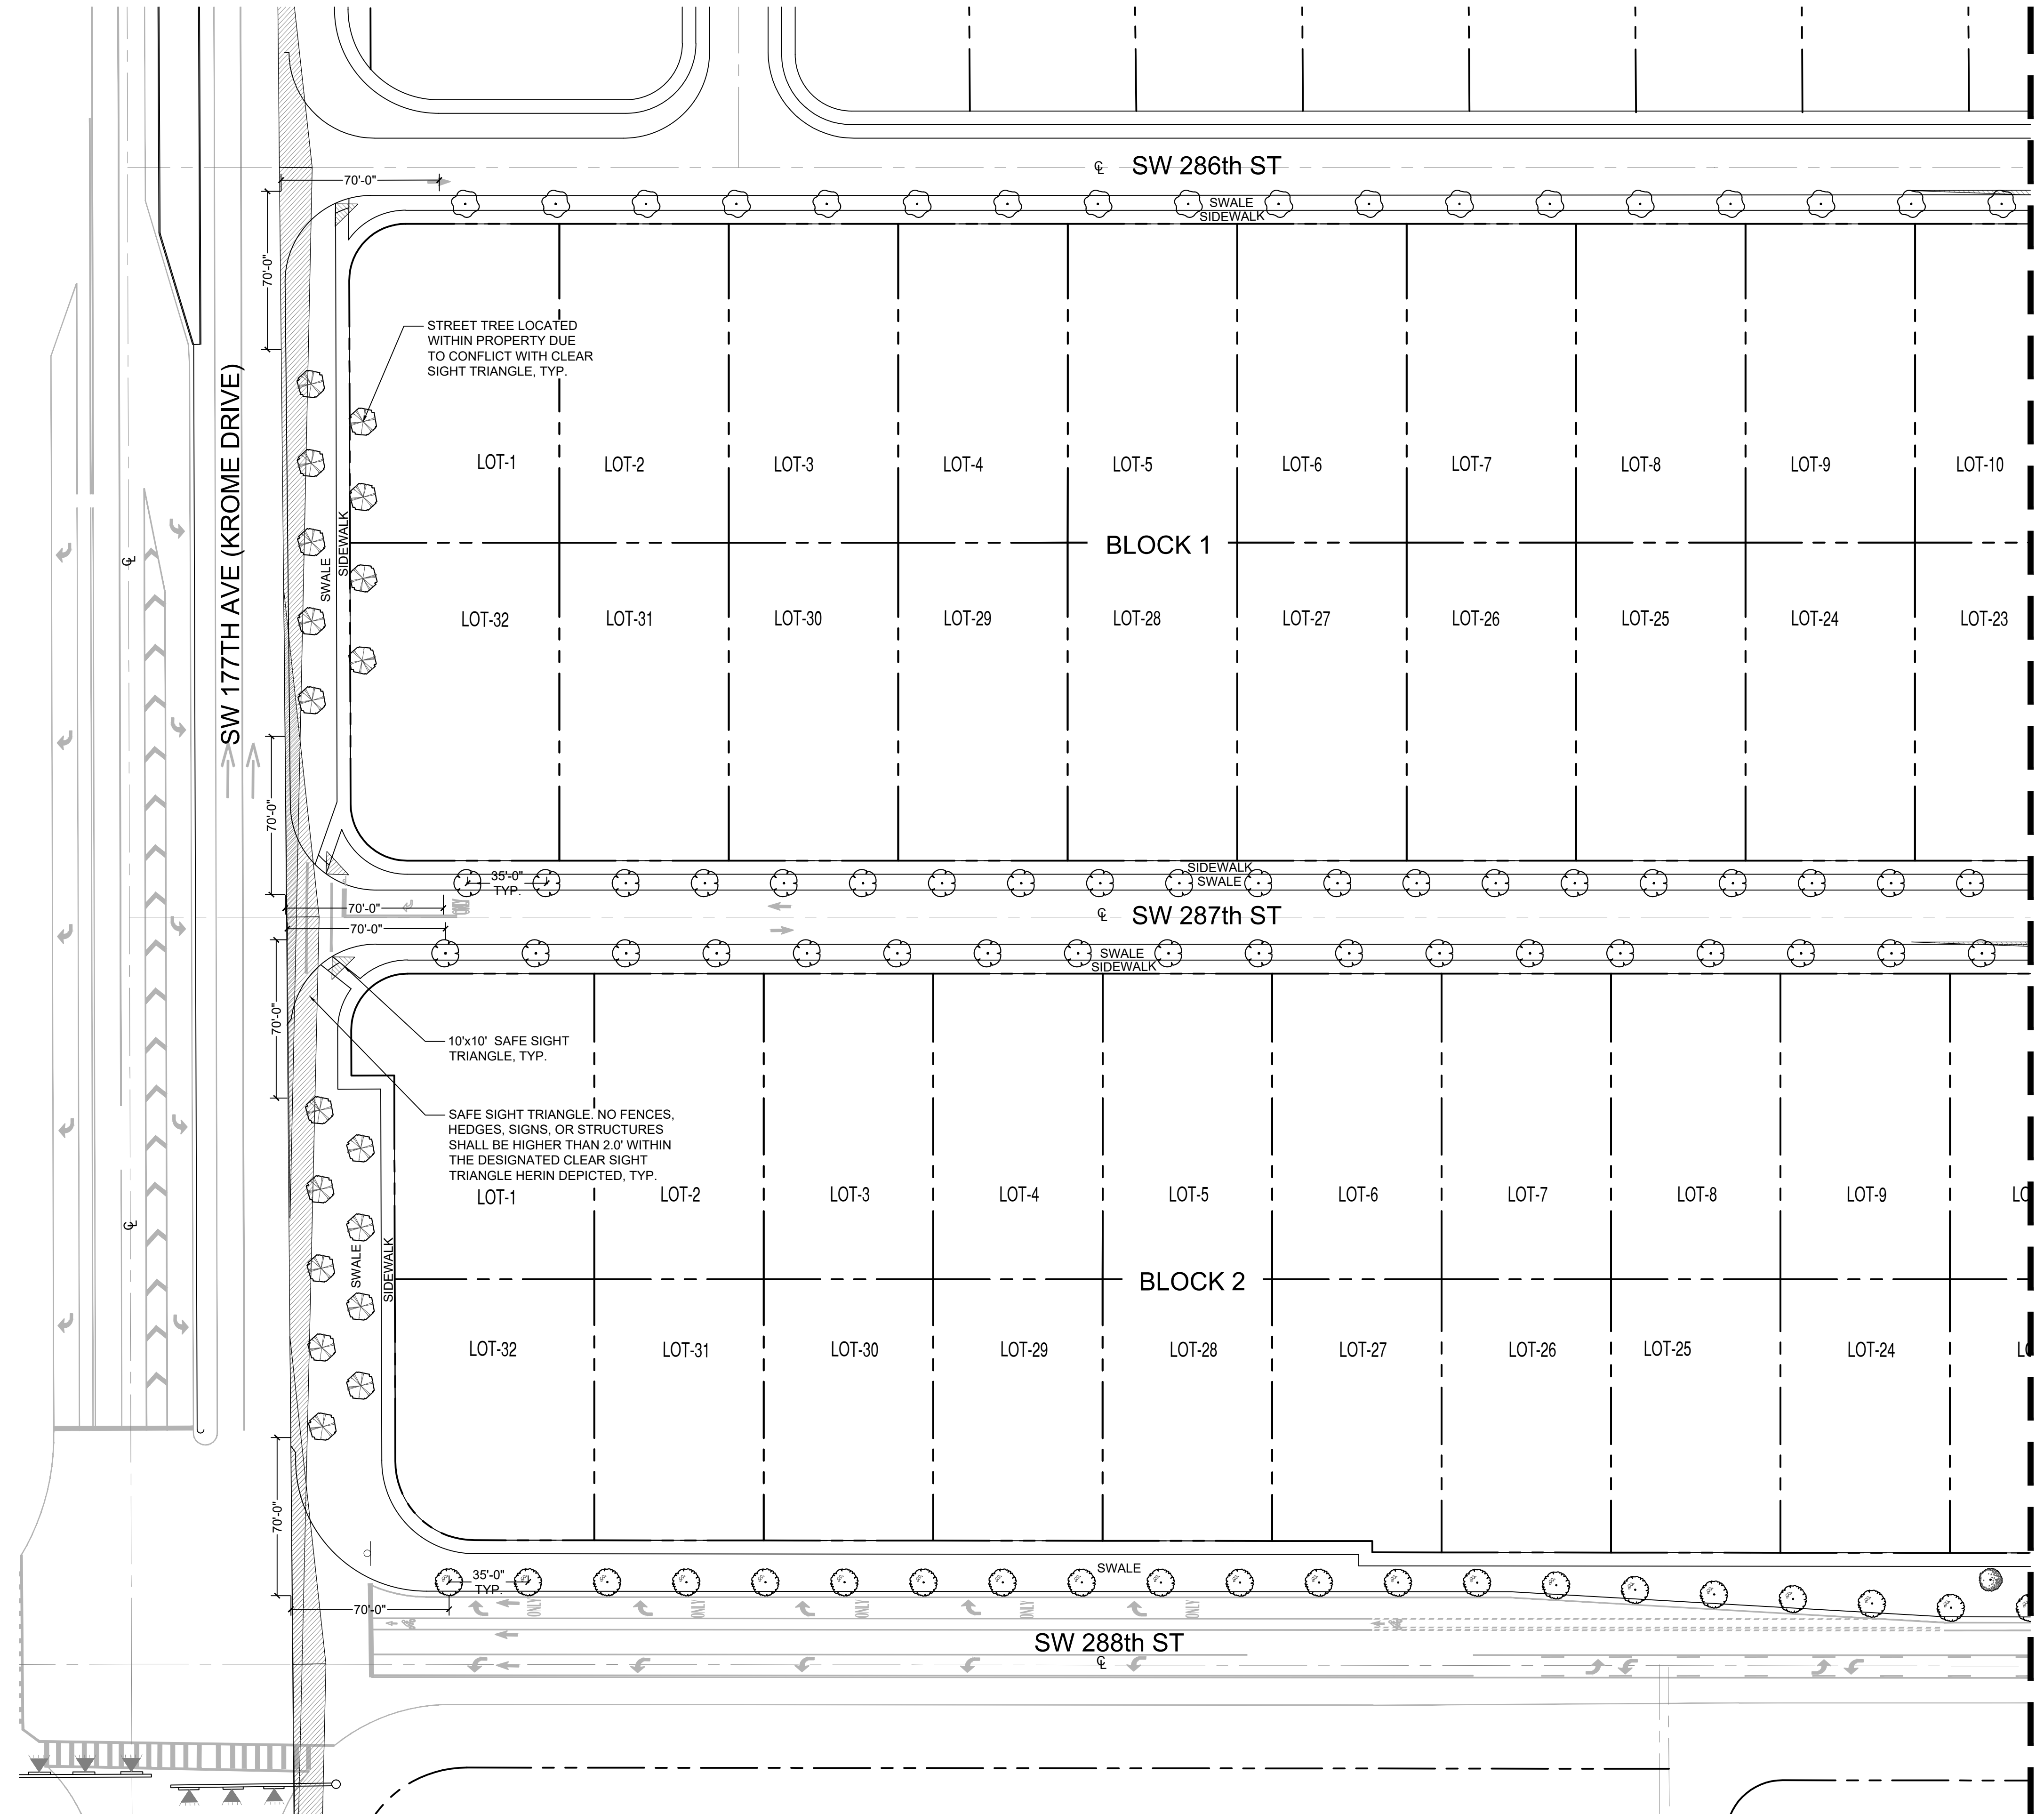 ℄ SW 286th ST
70'-0"
SWALE
SIDEWALK
70'-0"
STREET TREE LOCATED
WITHIN PROPERTY DUE
TO CONFLICT WITH CLEAR
SIGHT TRIANGLE, TYP.
SW 177TH AVE (KROME DRIVE)
LOT-1
LOT-2
LOT-3
LOT-4
LOT-5
LOT-6
LOT-7
LOT-8
LOT-9
LOT-10
SWALE
SIDEWALK
℄
BLOCK 1
LOT-32
LOT-31
LOT-30
LOT-29
LOT-28
LOT-27
LOT-26
LOT-25
LOT-24
LOT-23
70'-0"
SIDEWALK
SWALE
35'-0"
TYP.
70'-0"
ONLY
℄ SW 287th ST
70'-0"
SWALE
SIDEWALK
70'-0"
10'x10' SAFE SIGHT
TRIANGLE, TYP.
SAFE SIGHT TRIANGLE. NO FENCES,
HEDGES, SIGNS, OR STRUCTURES
SHALL BE HIGHER THAN 2.0' WITHIN
THE DESIGNATED CLEAR SIGHT
TRIANGLE HERIN DEPICTED, TYP.
LOT-1
LOT-2
LOT-3
LOT-4
LOT-5
LOT-6
LOT-7
LOT-8
LOT-9
LO
℄
SWALE
SIDEWALK
BLOCK 2
LOT-32
LOT-31
LOT-30
LOT-29
LOT-28
LOT-27
LOT-26
LOT-25
LOT-24
LO
70'-0"
SWALE
35'-0"
TYP.
70'-0"
ONLY
ONLY
ONLY
ONLY
ONLY
SW 288th ST
℄